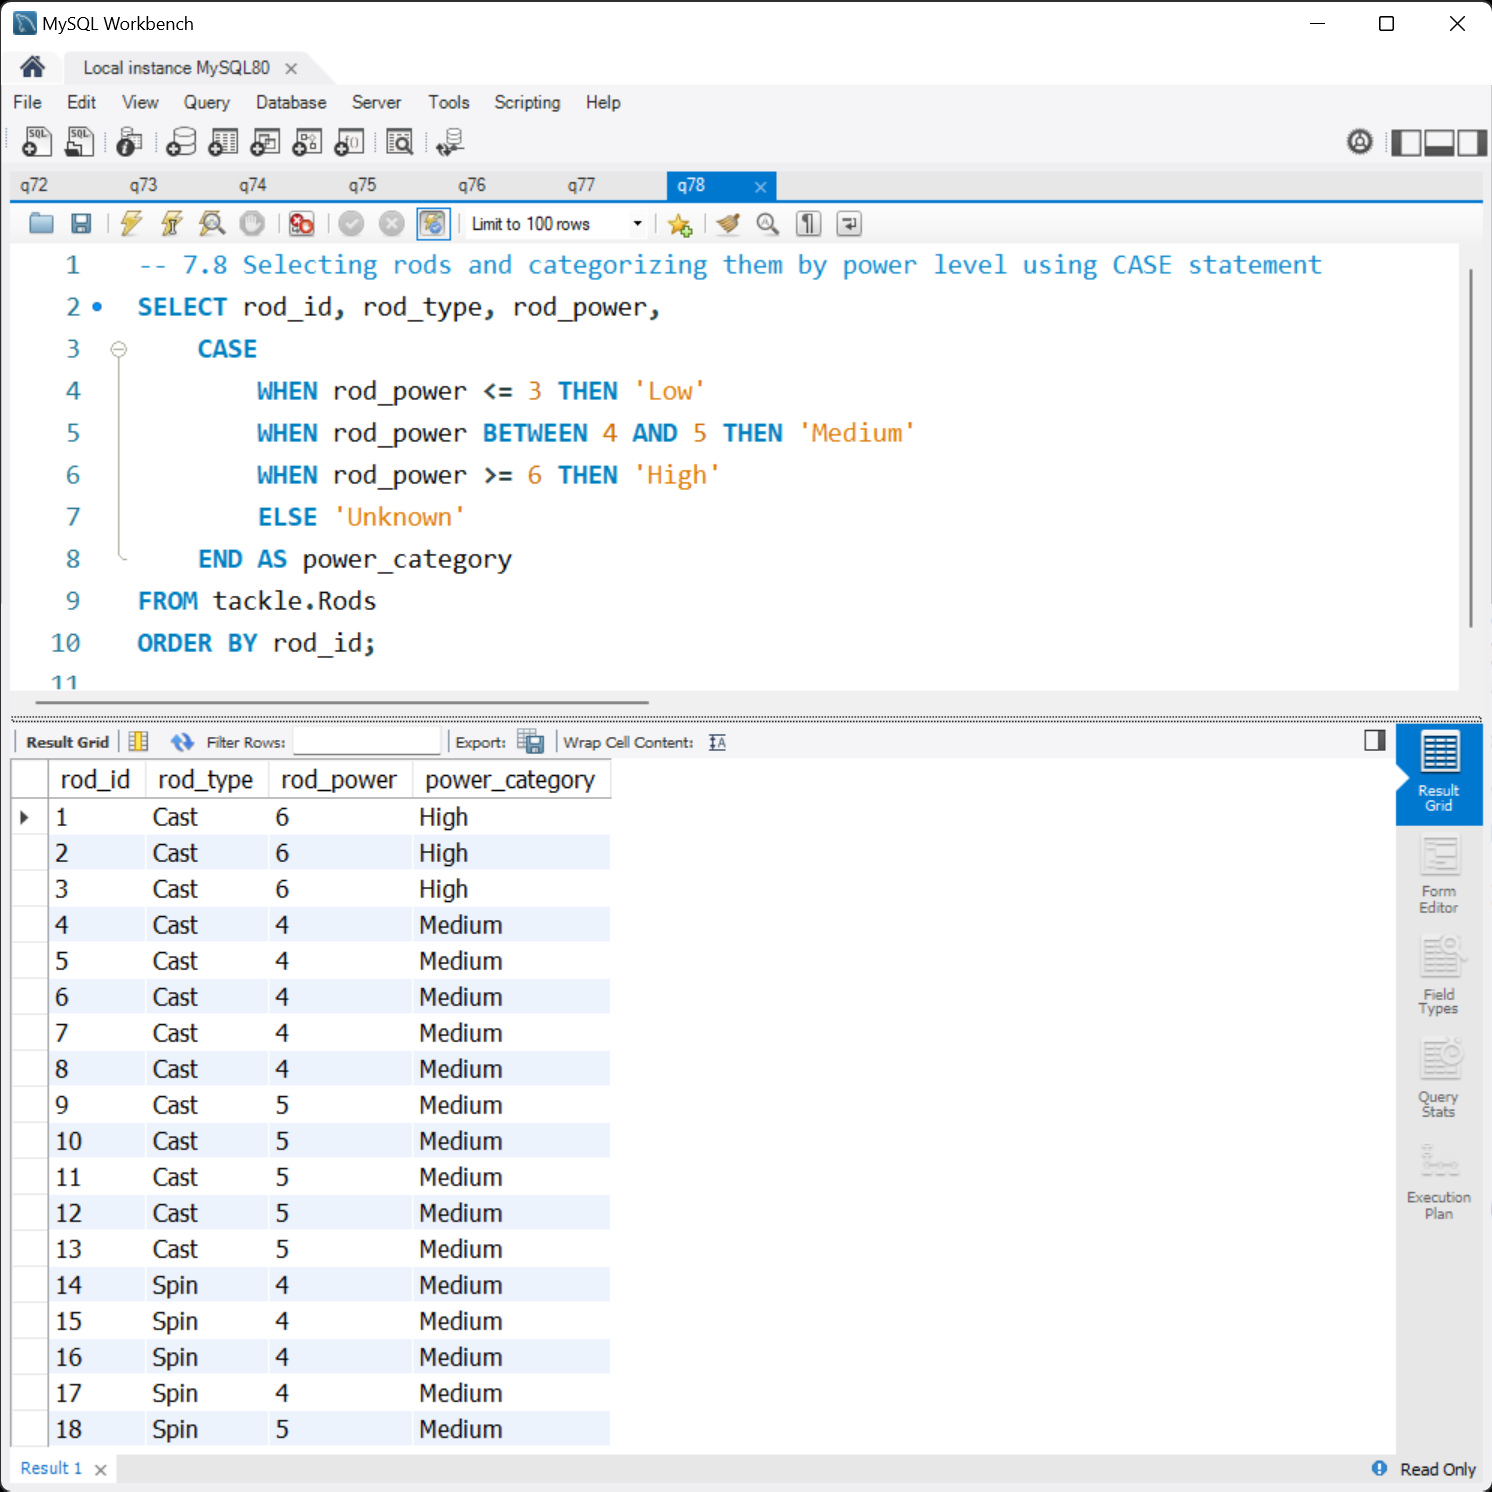 MySQL Workbench
Local instance MySQL80
File Edit View Query Database Server Tools Scripting Help
q72 q73 q74 q75 q76 q77 q78
Limit to 100 rows
1 -- 7.8 Selecting rods and categorizing them by power level using CASE statement
2 SELECT rod_id, rod_type, rod_power,
3 CASE
4 WHEN rod_power <= 3 THEN 'Low'
5 WHEN rod_power BETWEEN 4 AND 5 THEN 'Medium'
6 WHEN rod_power >= 6 THEN 'High'
7 ELSE 'Unknown'
8 END AS power_category
9 FROM tackle.Rods
10 ORDER BY rod_id;
11
Result Grid Filter Rows: Export: Wrap Cell Content:
rod_id rod_type rod_power power_category
1 Cast 6 High
2 Cast 6 High
3 Cast 6 High
4 Cast 4 Medium
5 Cast 4 Medium
6 Cast 4 Medium
7 Cast 4 Medium
8 Cast 4 Medium
9 Cast 5 Medium
10 Cast 5 Medium
11 Cast 5 Medium
12 Cast 5 Medium
13 Cast 5 Medium
14 Spin 4 Medium
15 Spin 4 Medium
16 Spin 4 Medium
17 Spin 4 Medium
18 Spin 5 Medium
Result
Grid
Form
Editor
Field
Types
Query
Stats
Execution
Plan
Result 1
Read Only